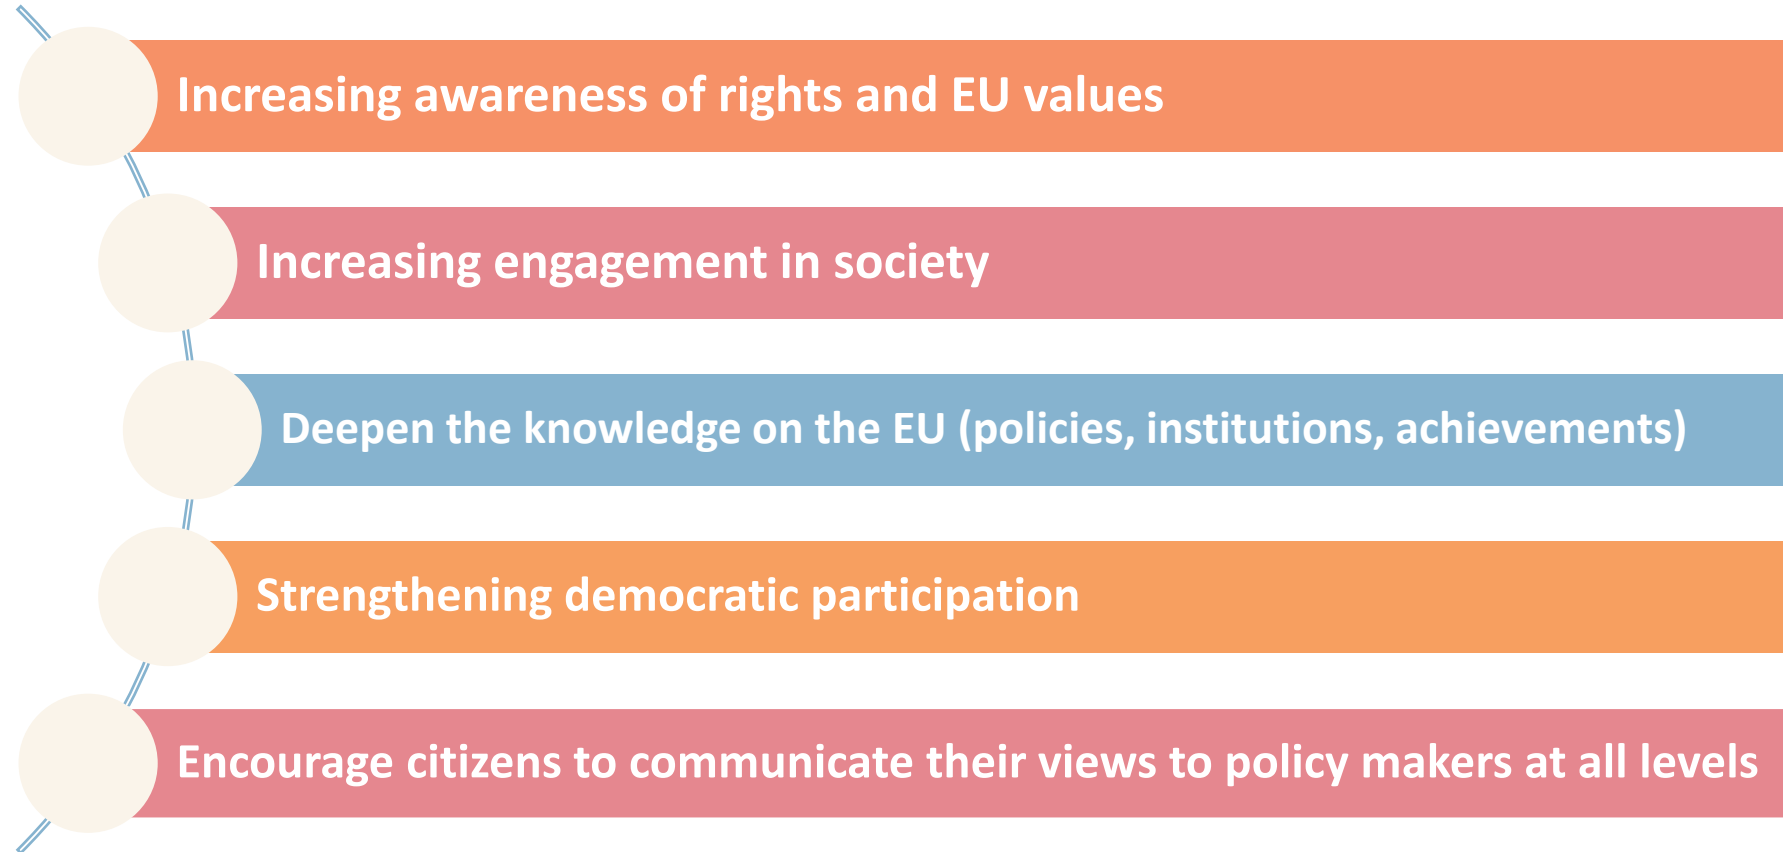 Increasing awareness of rights and EU values
Increasing engagement in society
Deepen the knowledge on the EU (policies, institutions, achievements)
Strengthening democratic participation
Encourage citizens to communicate their views to policy makers at all levels